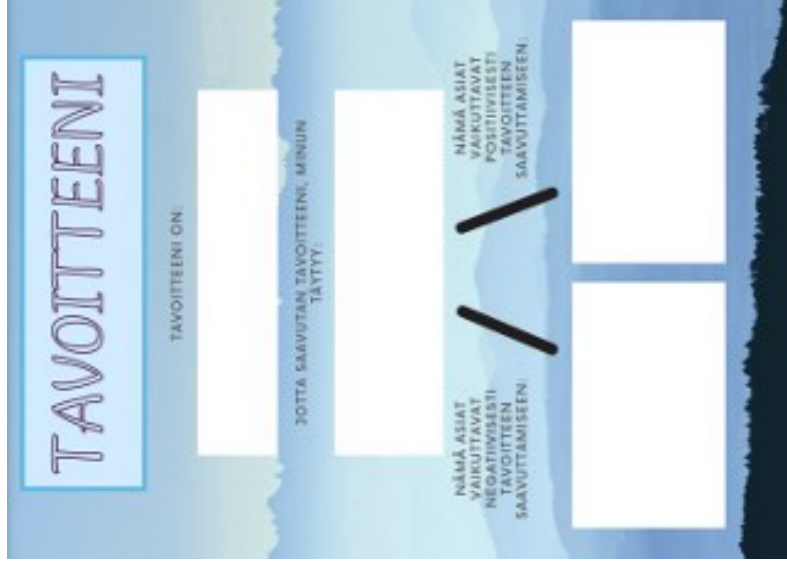 TAVOITTEENI
TAVOITTEENI ON:
JOTTA SAAVUTAN TAVOITTEENI, MINUN
TÄYTYY:
NÄMÄ ASIAT
VAIKUTTAVAT
NEGATIIVISESTI
TAVOITTEEN
SAAVUTTAMISEEN:
NÄMÄ ASIAT
VAIKUTTAVAT
POSITIIVISESTI
TAVOITTEEN
SAAVUTTAMISEEN: